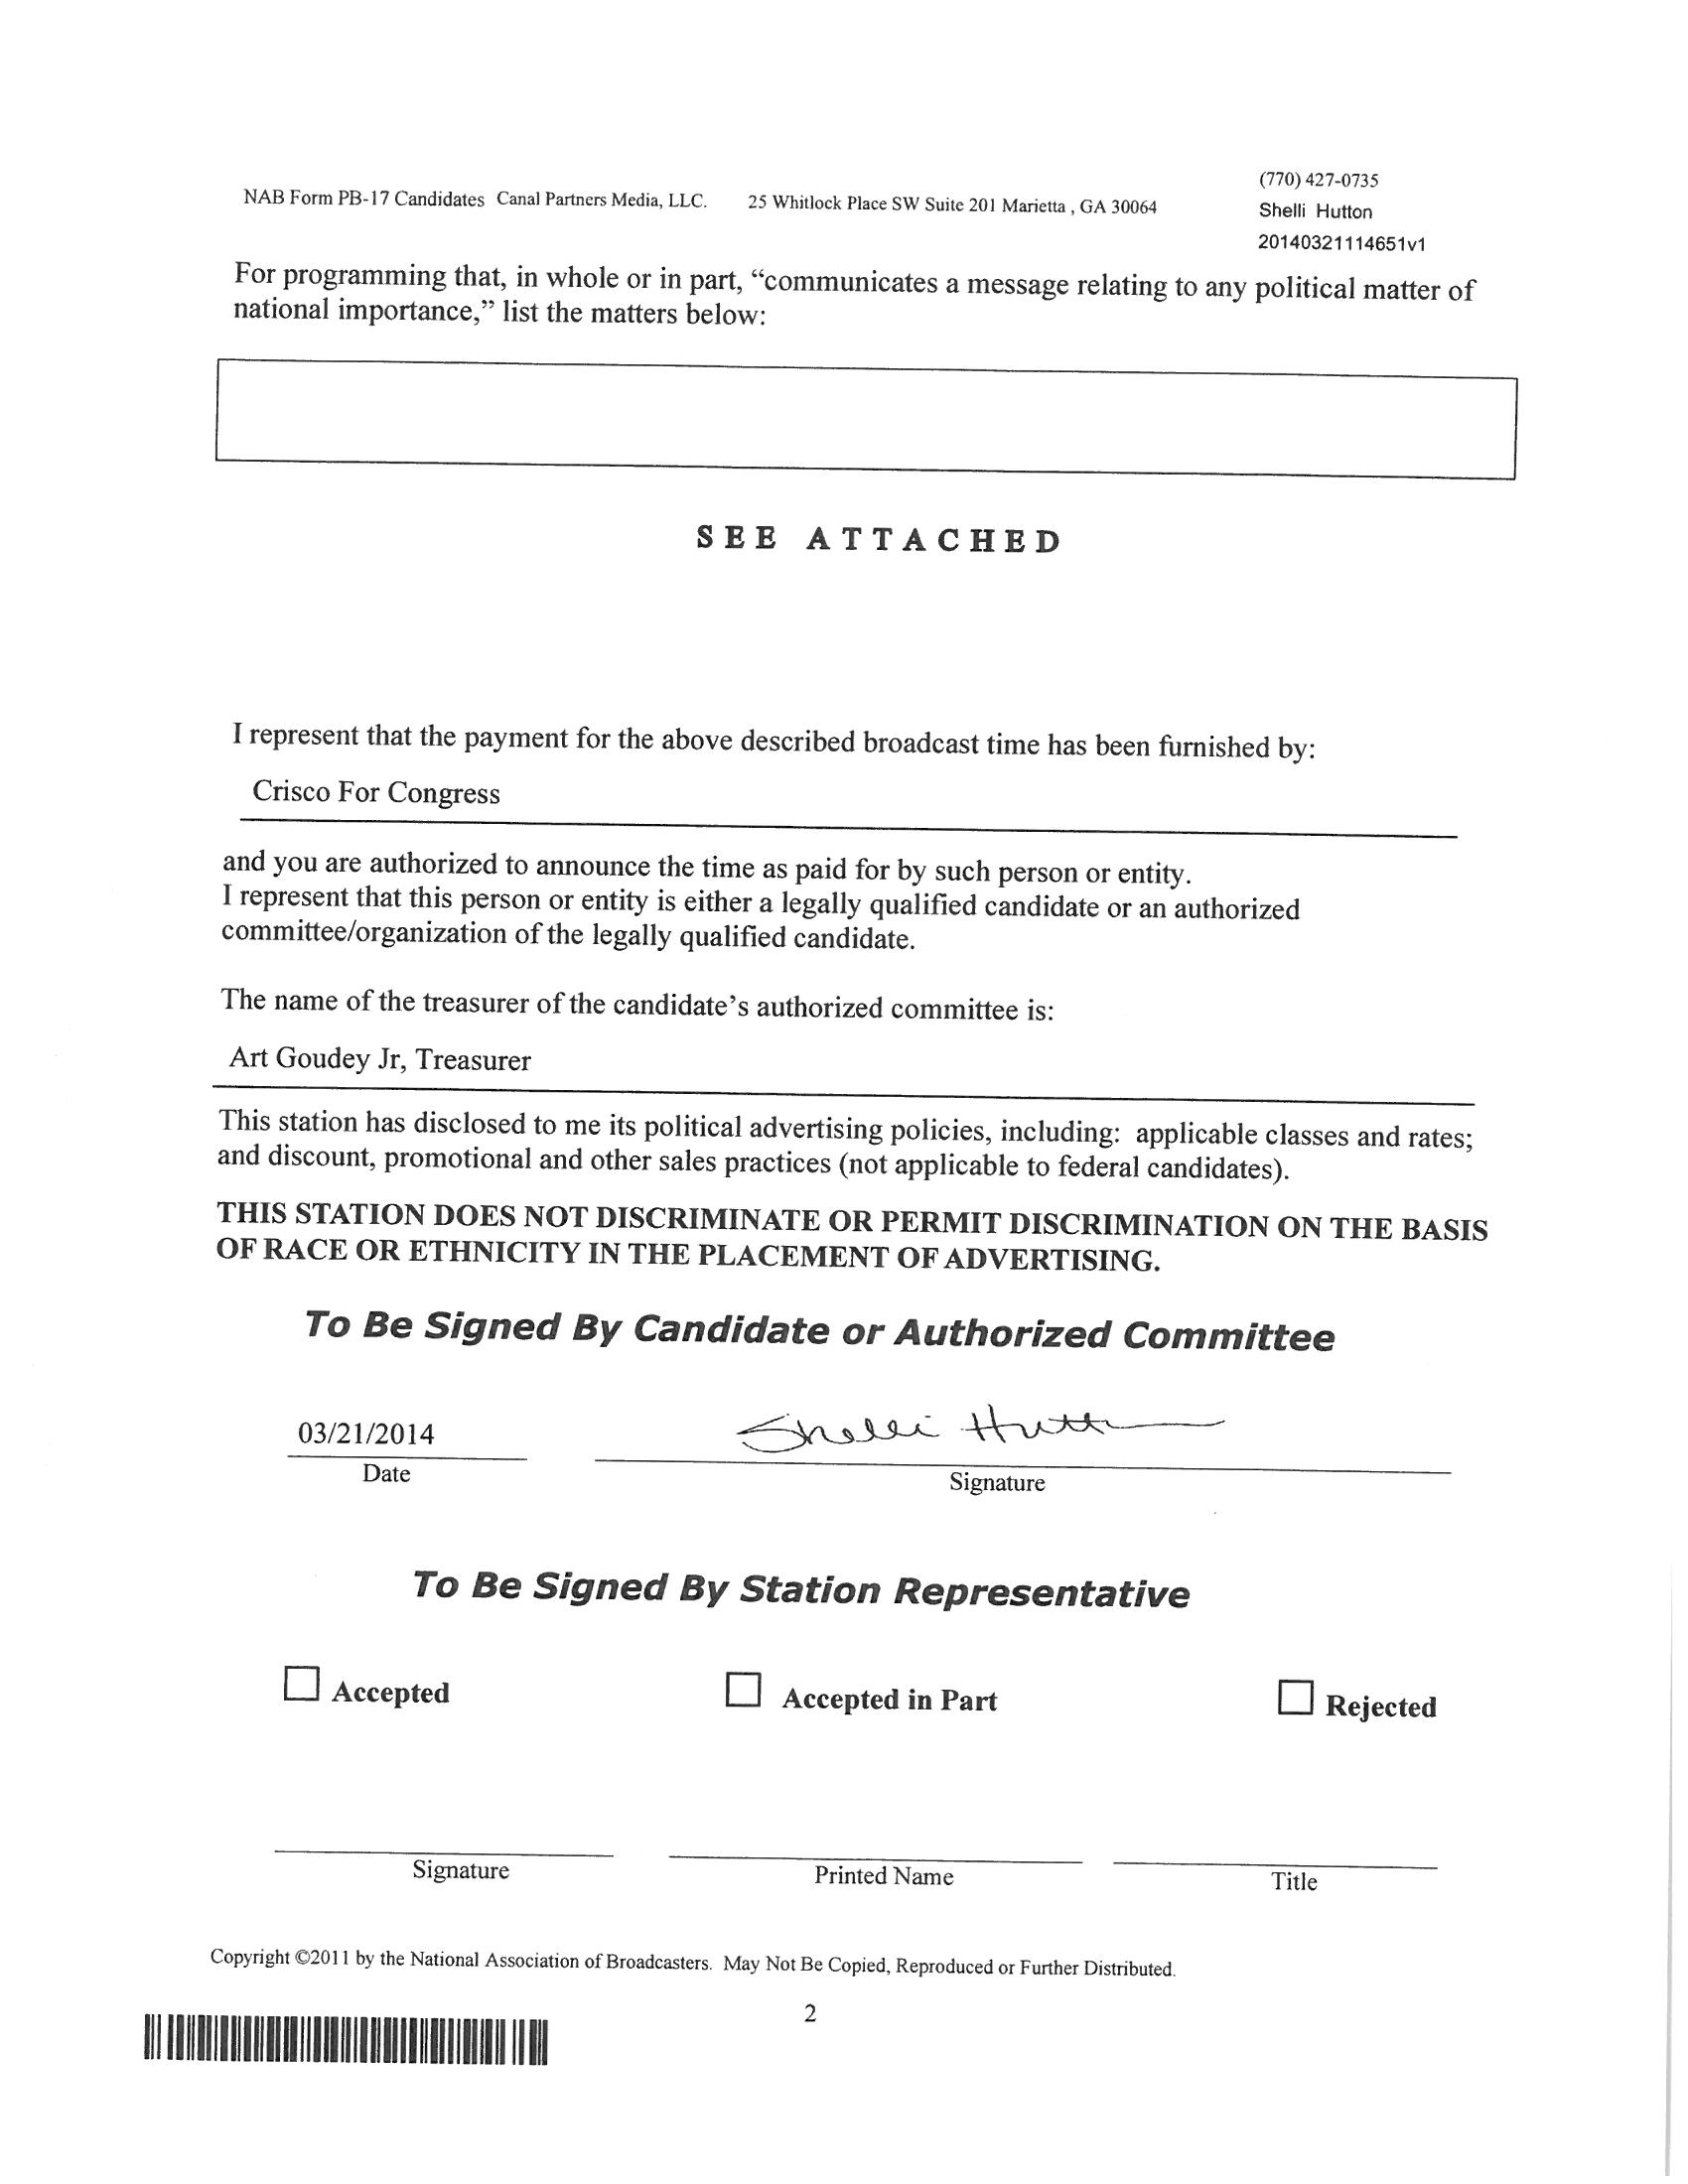 NAB Form PB-17 Candidates Canal Partners Media, LLC. 25 Whitlock Place SW Suite 201 Marietta , GA 30064
(770) 427-0735
Shelli Hutton
20140321114651v1
For programming that, in whole or in part, “communicates a message relating to any political matter of
national importance,” list the matters below:
SEE ATTACHED
I represent that the payment for the above described broadcast time has been furnished by:
Crisco For Congress
and you are authorized to announce the time as paid for by such person or entity.
I represent that this person or entity is either a legally qualified candidate or an authorized
committee/organization of the legally qualified candidate.
The name of the treasurer of the candidate’s authorized committee is:
Art Goudey Jr, Treasurer
This station has disclosed to me its political advertising policies, including: applicable classes and rates;
and discount, promotional and other sales practices (not applicable to federal candidates).
THIS STATION DOES NOT DISCRIMINATE OR PERMIT DISCRIMINATION ON THE BASIS
OF RACE OR ETHNICITY IN THE PLACEMENT OF ADVERTISING.
To Be Signed By Candidate or Authorized Committee
03/21/2014 Shelli Hutton
Date Signature
To Be Signed By Station Representative
Accepted Accepted in Part Rejected
Signature Printed Name Title
Copyright ©2011 by the National Association of Broadcasters. May Not Be Copied, Reproduced or Further Distributed.
2